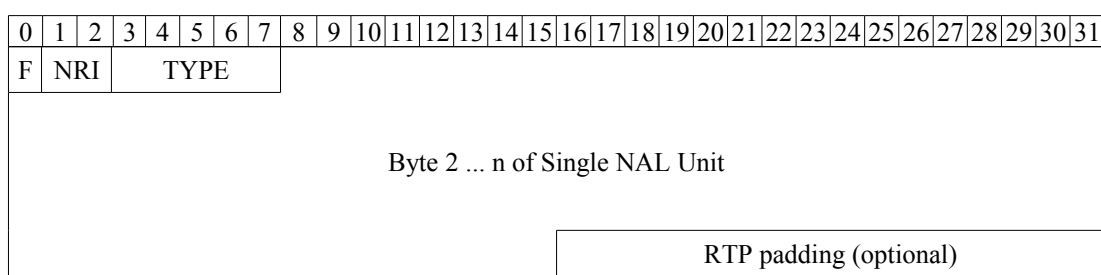 0 1 2 3 4 5 6 7 8 9 10 11 12 13 14 15 16 17 18 19 20 21 22 23 24 25 26 27 28 29 30 31
F NRI TYPE
Byte 2 ... n of Single NAL Unit
RTP padding (optional)